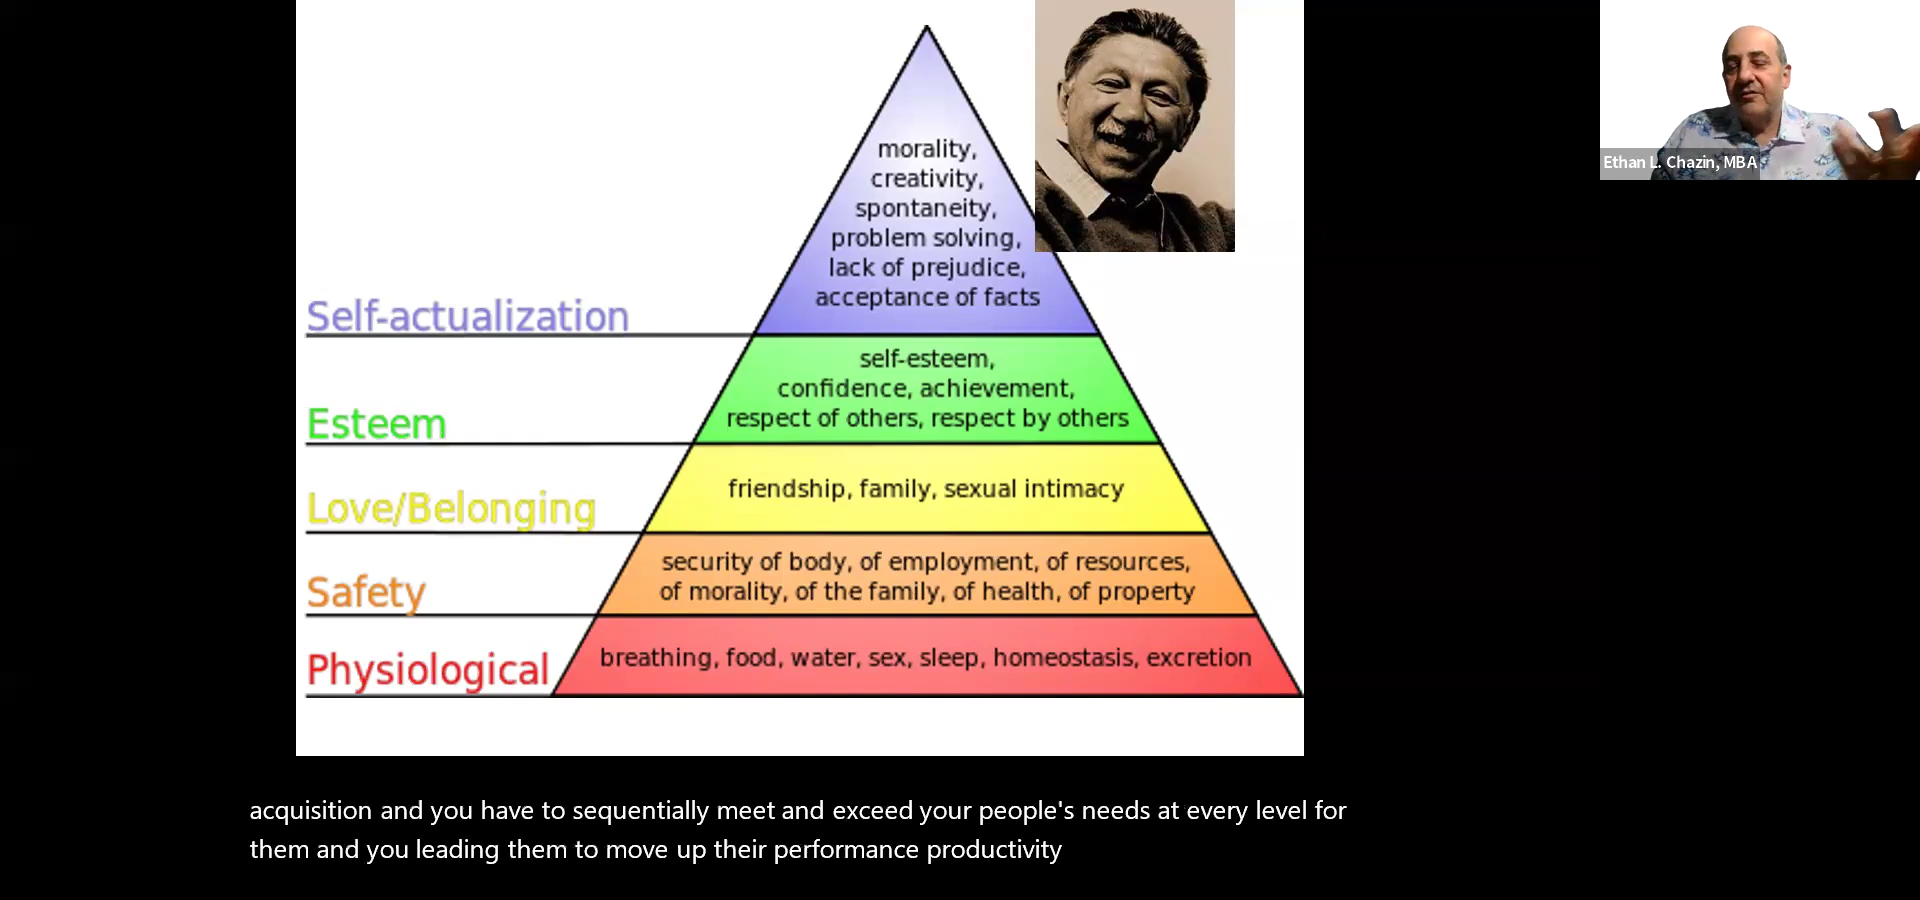 morality,
creativity,
spontaneity,
problem solving,
lack of prejudice,
acceptance of facts
Self-actualization
self-esteem,
confidence, achievement,
respect of others, respect by others
Esteem
friendship, family, sexual intimacy
Love/Belonging
security of body, of employment, of resources,
of morality, of the family, of health, of property
Safety
breathing, food, water, sex, sleep, homeostasis, excretion
Physiological
Ethan L. Chazin, MBA
acquisition and you have to sequentially meet and exceed your people's needs at every level for
them and you leading them to move up their performance productivity